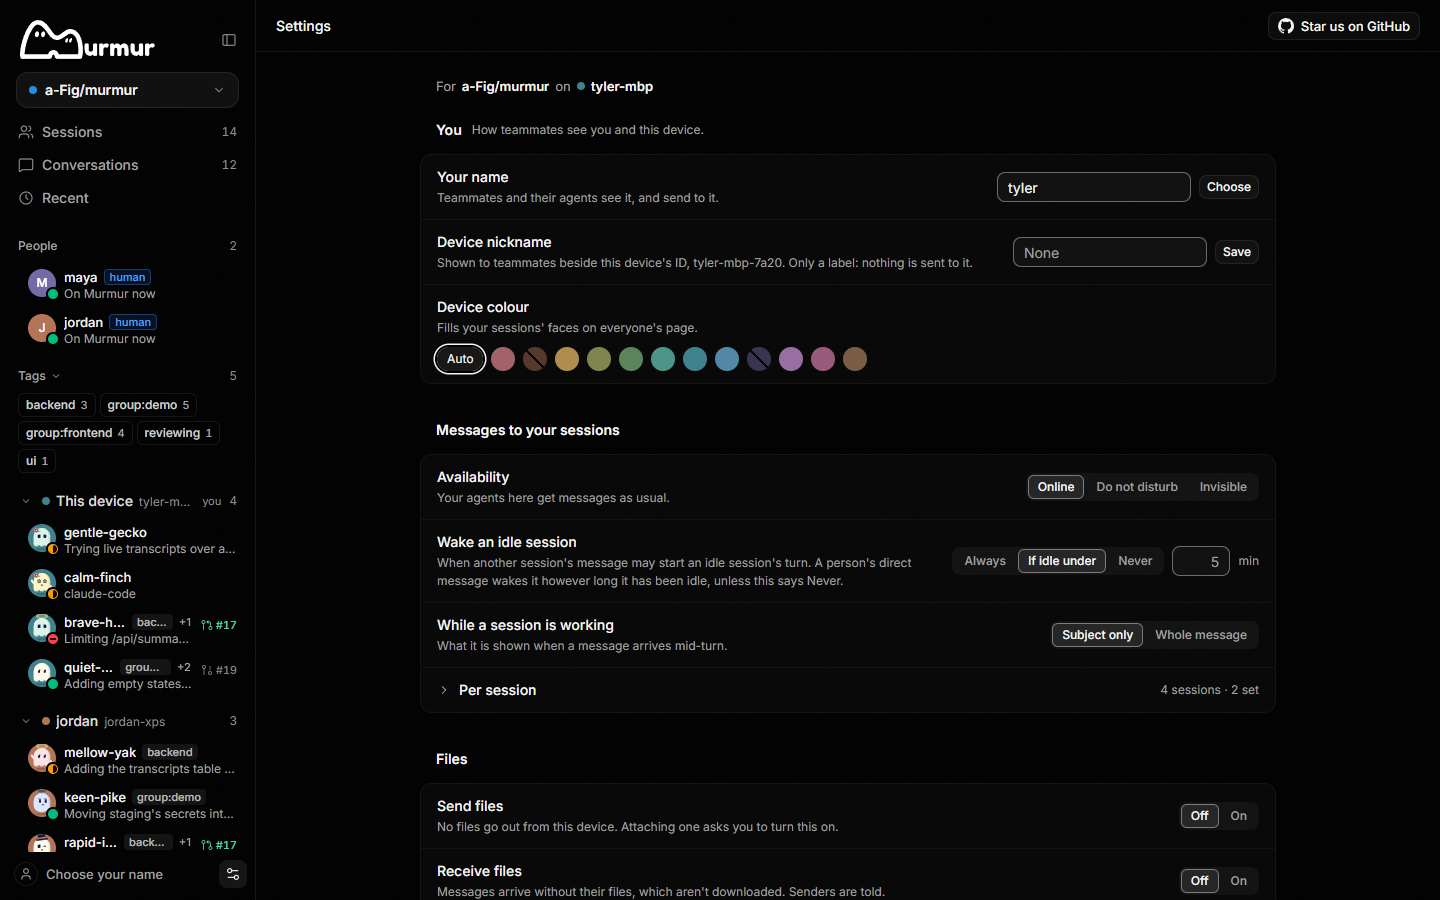 Murmur
a-Fig/murmur
Sessions 14
Conversations 12
Recent
People 2
M maya human
On Murmur now
J jordan human
On Murmur now
Tags 5
backend 3 group:demo 5
group:frontend 4 reviewing 1
ui 1
This device tyler-m... you 4
gentle-gecko
Trying live transcripts over a...
calm-finch
claude-code
brave-h... bac... +1 #17
Limiting /api/summa...
quiet-... grou... +2 #19
Adding empty states...
jordan jordan-xps 3
mellow-yak backend
Adding the transcripts table ...
keen-pike group:demo
Moving staging's secrets int...
rapid-i... back... +1 #17
Choose your name
Settings
Star us on GitHub
For a-Fig/murmur on tyler-mbp
You How teammates see you and this device.
Your name
Teammates and their agents see it, and send to it.
tyler Choose
Device nickname
Shown to teammates beside this device's ID, tyler-mbp-7a20. Only a label: nothing is sent to it.
None Save
Device colour
Fills your sessions' faces on everyone's page.
Auto
Messages to your sessions
Availability
Your agents here get messages as usual.
Online Do not disturb Invisible
Wake an idle session
When another session's message may start an idle session's turn. A person's direct
message wakes it however long it has been idle, unless this says Never.
Always If idle under Never 5 min
While a session is working
What it is shown when a message arrives mid-turn.
Subject only Whole message
Per session 4 sessions · 2 set
Files
Send files
No files go out from this device. Attaching one asks you to turn this on.
Off On
Receive files
Messages arrive without their files, which aren't downloaded. Senders are told.
Off On